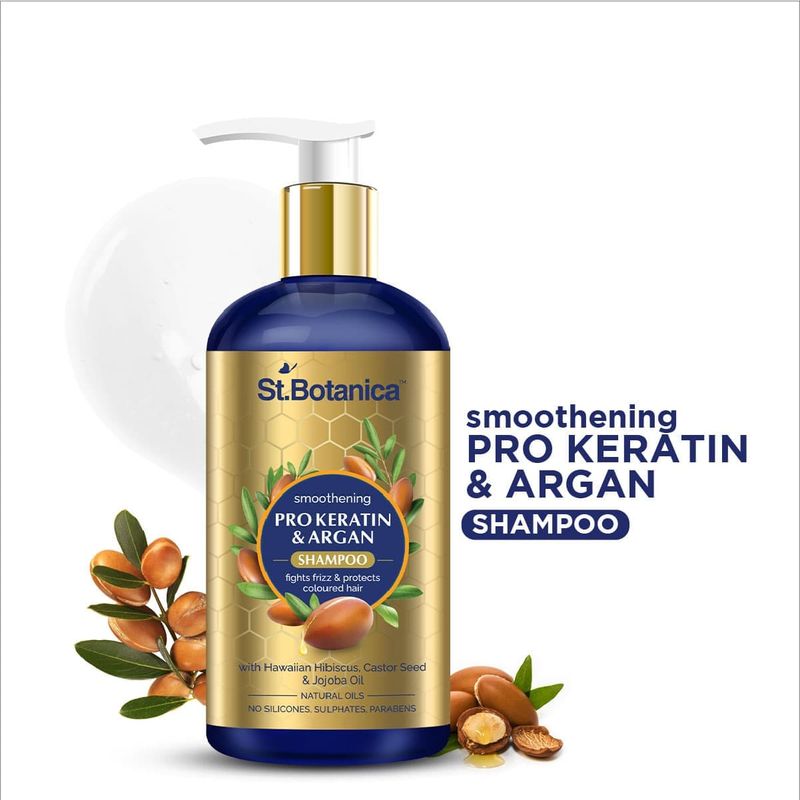 St.Botanica™
smoothening
PRO KERATIN
& ARGAN
SHAMPOO
fights frizz & protects
coloured hair
with Hawaiian Hibiscus, Castor Seed
& Jojoba Oil
NATURAL OILS
NO SILICONES, SULPHATES, PARABENS
smoothening
PRO KERATIN
& ARGAN
SHAMPOO